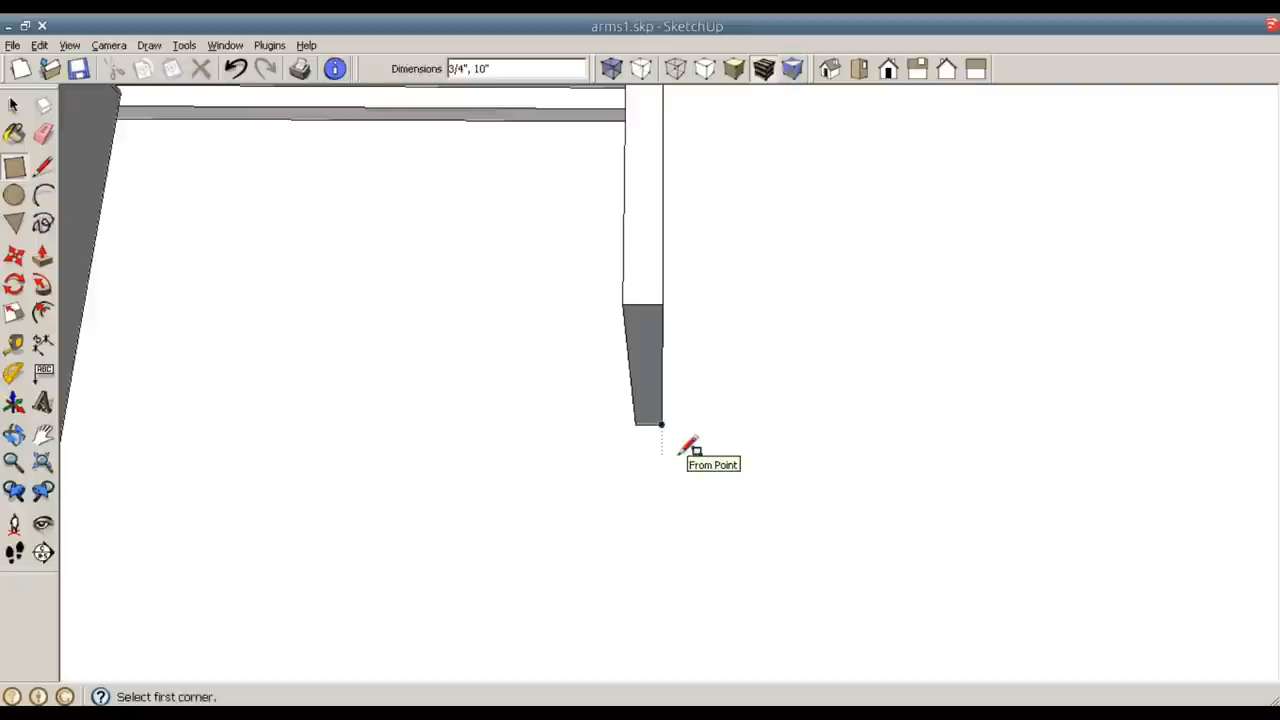 arms1.skp - SketchUp
File Edit View Camera Draw Tools Window Plugins Help
Dimensions 3/4", 10"
ABC
From Point
Select first corner.